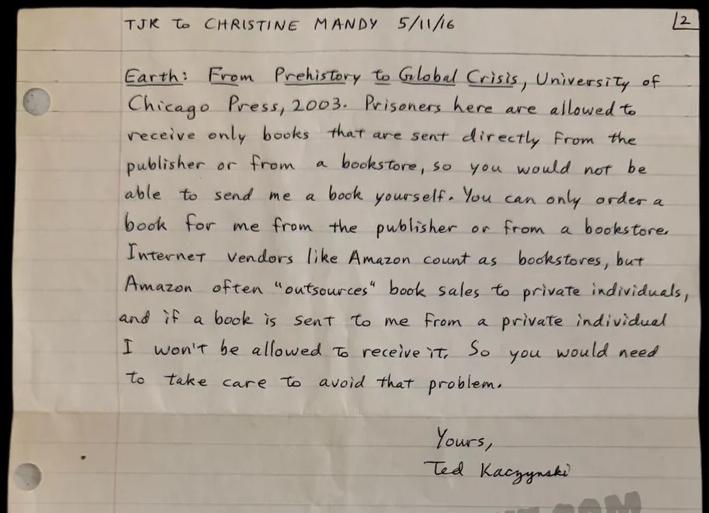 TJK to CHRISTINE MANDY 5/11/16 2
Earth: From Prehistory to Global Crisis, University of
Chicago Press, 2003. Prisoners here are allowed to
receive only books that are sent directly from the
publisher or from a bookstore, so you would not be
able to send me a book yourself. You can only order a
book for me from the publisher or from a bookstore.
Internet vendors like Amazon count as bookstores, but
Amazon often "outsources" book sales to private individuals,
and if a book is sent to me from a private individual
I won't be allowed to receive it. So you would need
to take care to avoid that problem.
Yours,
Ted Kaczynski
.COM